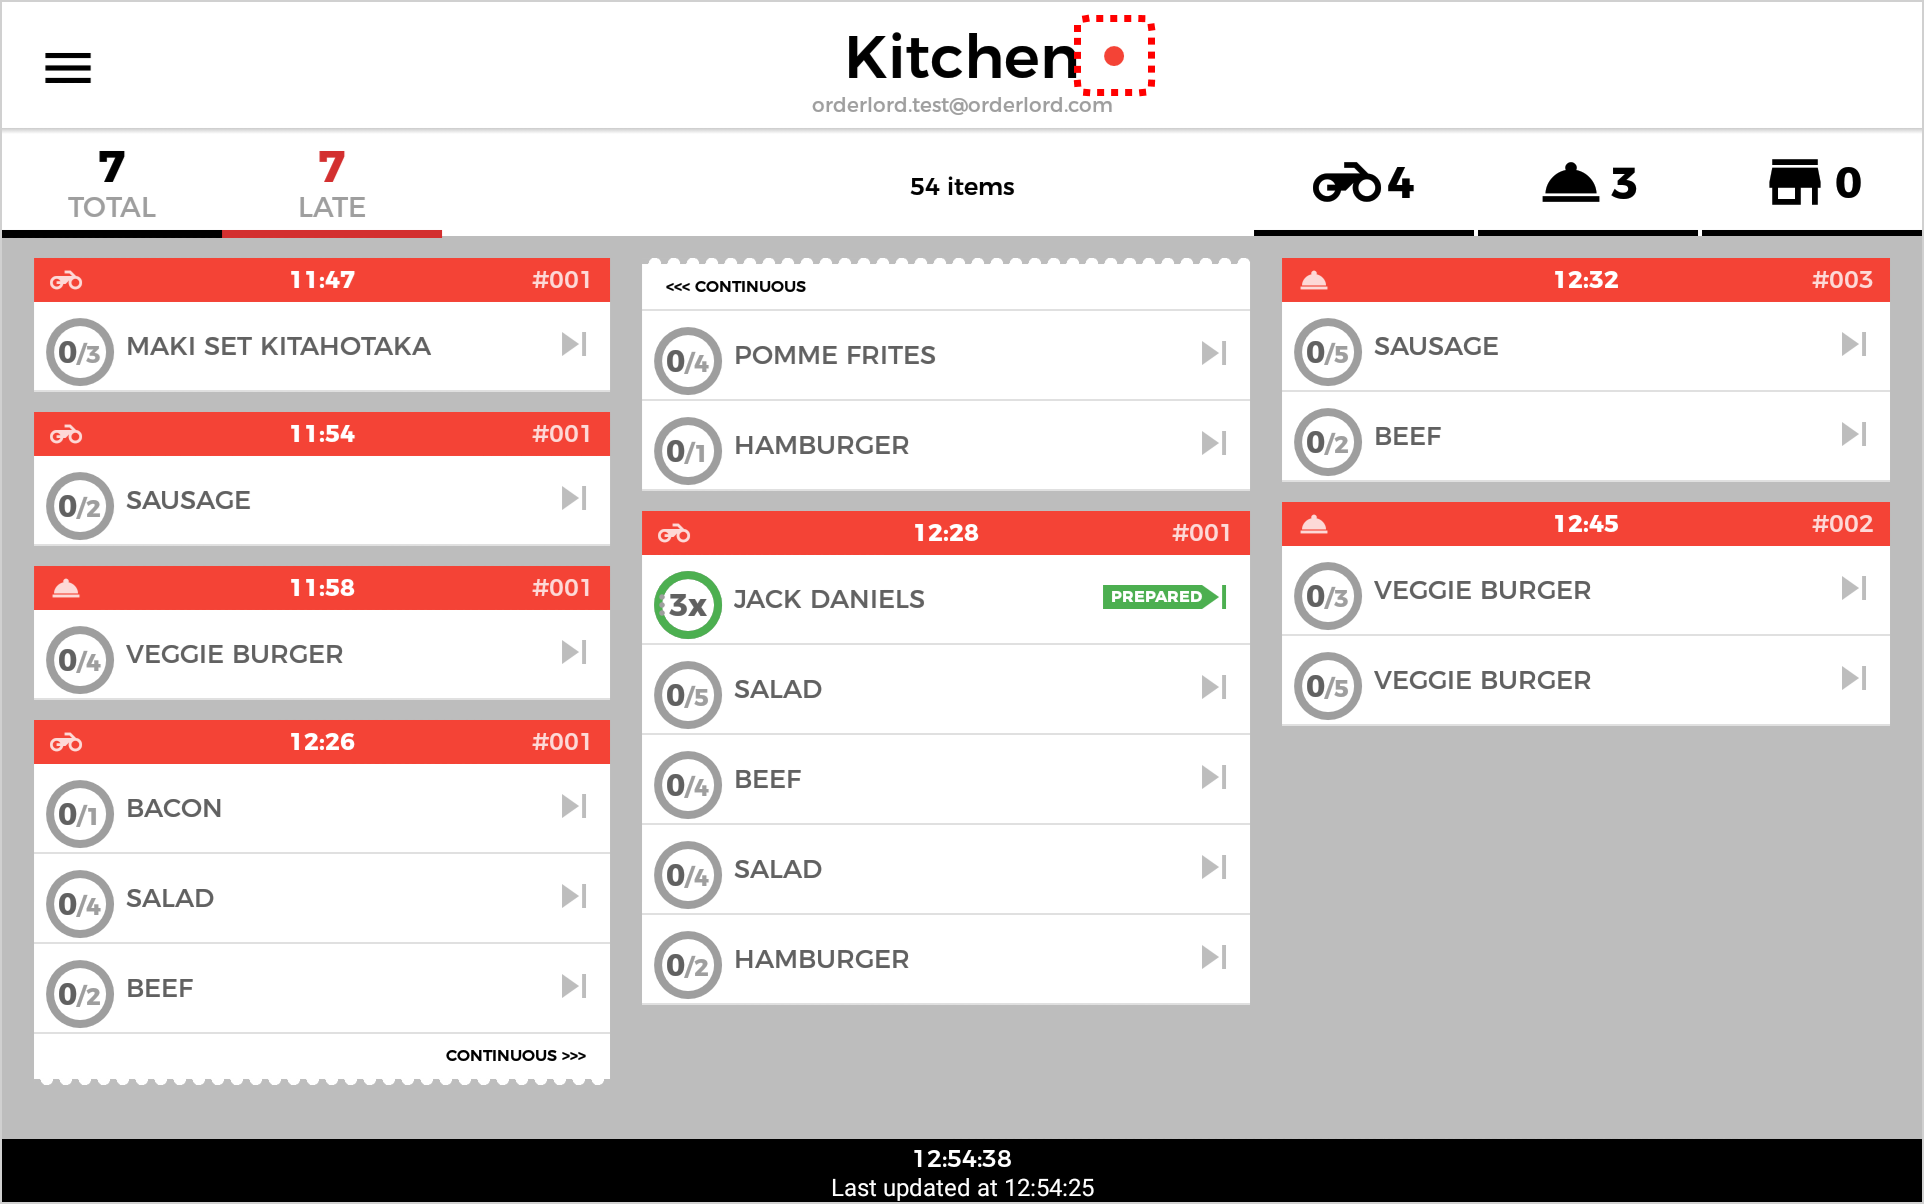 Kitchen
orderlord.test@orderlord.com
7
TOTAL
7
LATE
54 items
4
3
0
11:47 #001
0/3 MAKI SET KITAHOTAKA
11:54 #001
0/2 SAUSAGE
11:58 #001
0/4 VEGGIE BURGER
12:26 #001
0/1 BACON
0/4 SALAD
0/2 BEEF
CONTINUOUS >>>
<<< CONTINUOUS
0/4 POMME FRITES
0/1 HAMBURGER
12:28 #001
3x JACK DANIELS PREPARED
0/5 SALAD
0/4 BEEF
0/4 SALAD
0/2 HAMBURGER
12:32 #003
0/5 SAUSAGE
0/2 BEEF
12:45 #002
0/3 VEGGIE BURGER
0/5 VEGGIE BURGER
12:54:38
Last updated at 12:54:25